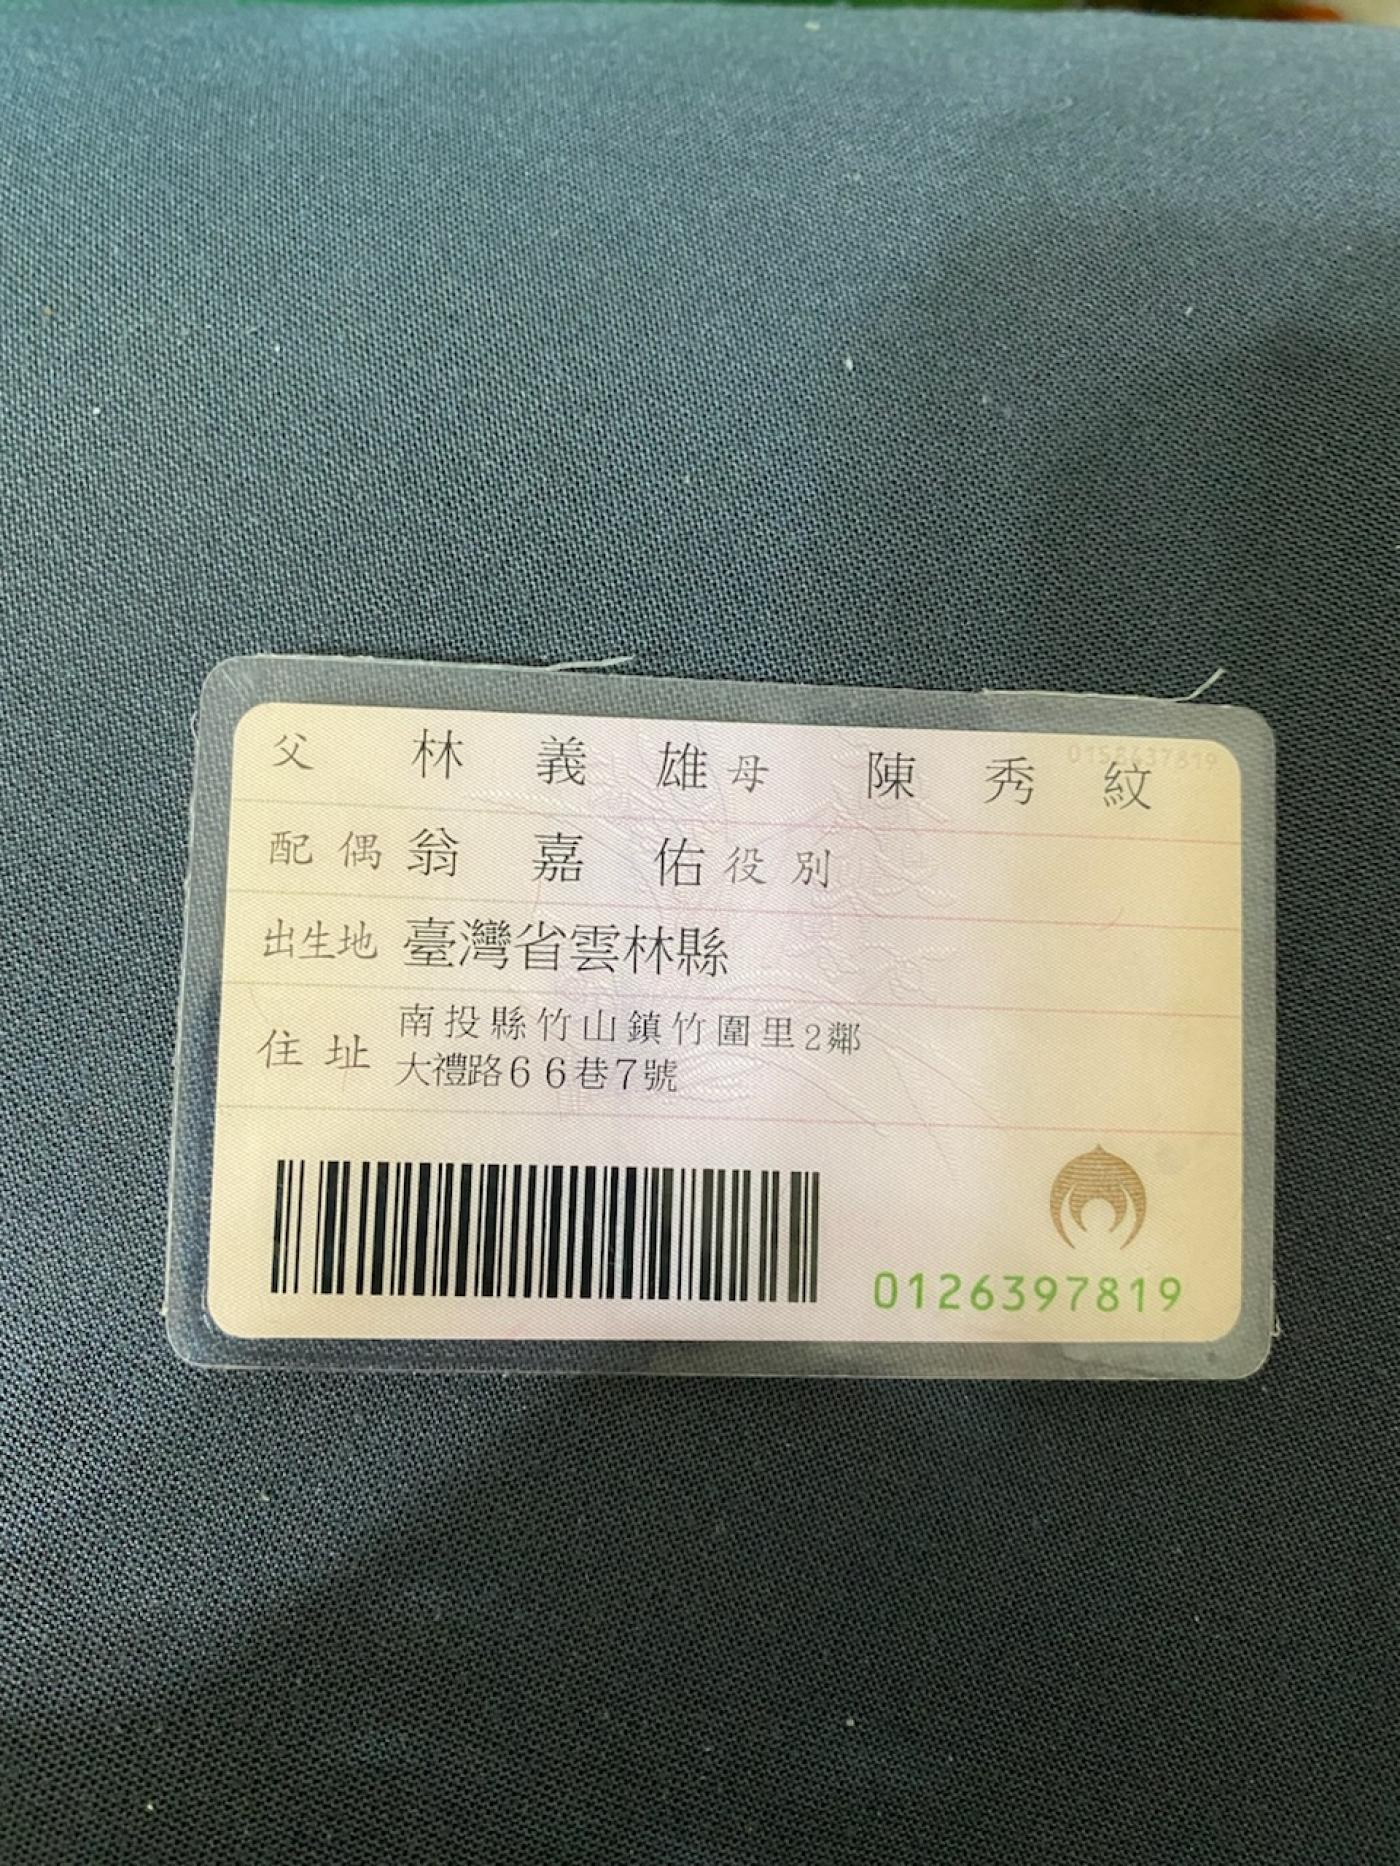 父 林義雄 母 陳秀紋
配偶 翁嘉佑 役別
出生地 臺灣省雲林縣
住址 南投縣竹山鎮竹圍里2鄰
大禮路66巷7號
0126397819